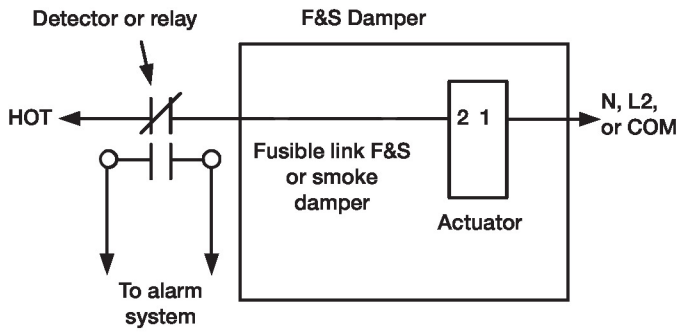 Detector or relay
F&S Damper
HOT
2 1
N, L2,
or COM
Fusible link F&S
or smoke
damper
Actuator
To alarm
system